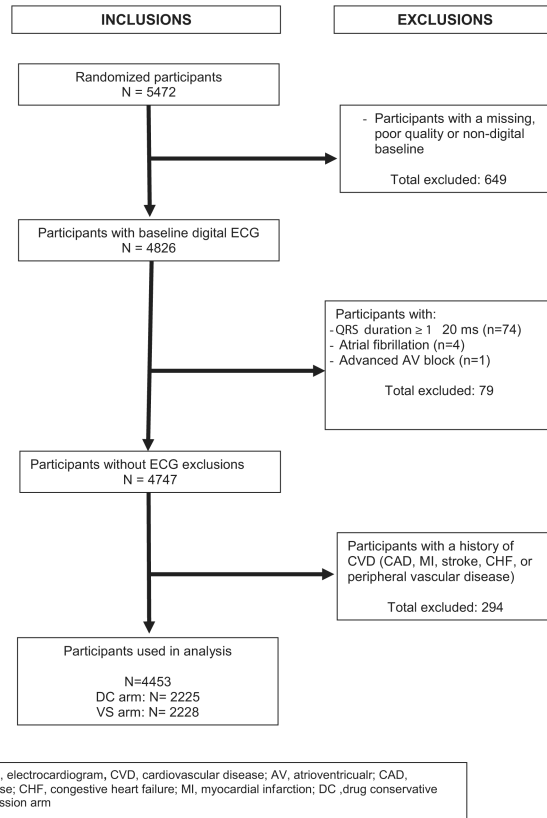 INCLUSIONS
EXCLUSIONS
Randomized participants
N = 5472
- Participants with a missing,
poor quality or non-digital
baseline
Total excluded: 649
Participants with baseline digital ECG
N = 4826
Participants with:
-QRS duration ≥ 1 20 ms (n=74)
- Atrial fibrillation (n=4)
- Advanced AV block (n=1)
Total excluded: 79
Participants without ECG exclusions
N = 4747
Participants with a history of
CVD (CAD, MI, stroke, CHF, or
peripheral vascular disease)
Total excluded: 294
Participants used in analysis
N=4453
DC arm: N= 2225
VS arm: N= 2228
, electrocardiogram, CVD, cardiovascular disease; AV, atrioventricualr; CAD,
se; CHF, congestive heart failure; MI, myocardial infarction; DC ,drug conservative
ssion arm